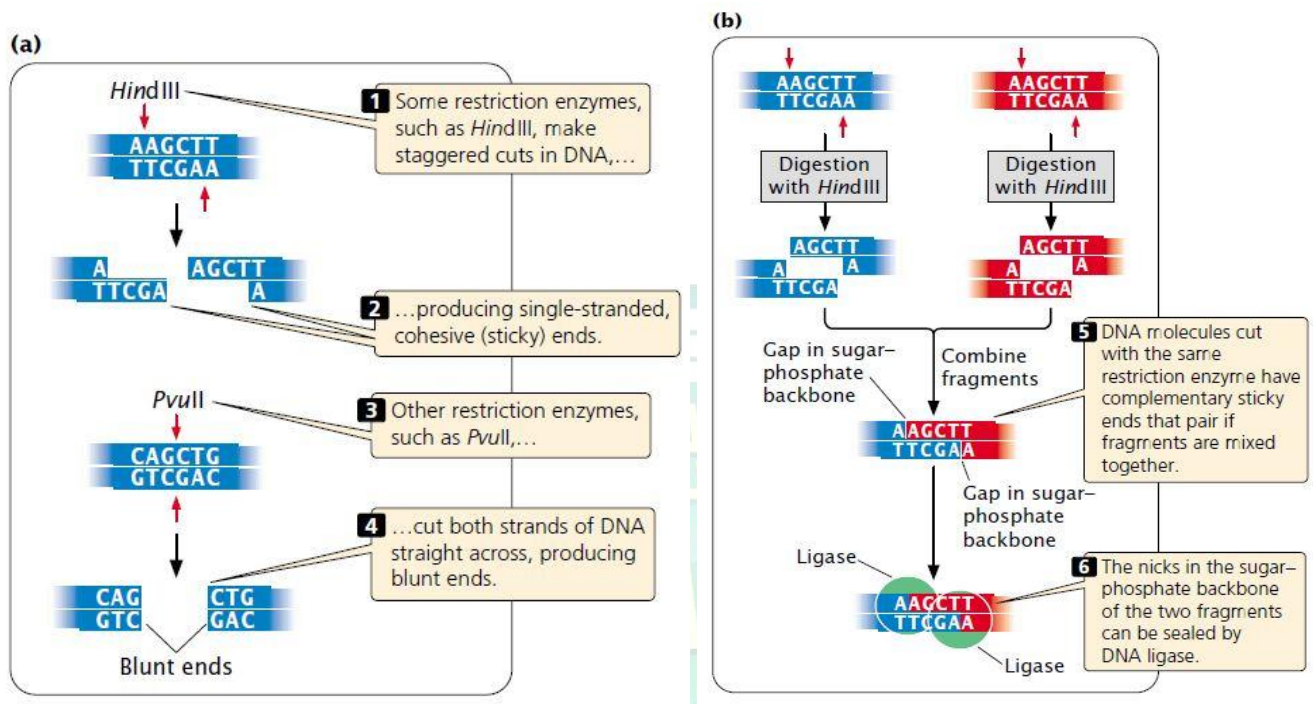 (a)
HindIII
AAGCTT
TTCGAA
1 Some restriction enzymes,
such as HindIII, make
staggered cuts in DNA,…
A
TTCGA
AGCTT
A
2 …producing single-stranded,
cohesive (sticky) ends.
PvuII
CAGCTG
GTCGAC
3 Other restriction enzymes,
such as PvuII,…
4 …cut both strands of DNA
straight across, producing
blunt ends.
CAG
GTC
CTG
GAC
Blunt ends
(b)
AAGCTT
TTCGAA
AAGCTT
TTCGAA
Digestion
with HindIII
Digestion
with HindIII
AGCTT
A
A
TTCGA
AGCTT
A
A
TTCGA
Combine
fragments
Gap in sugar–
phosphate
backbone
5 DNA molecules cut
with the same
restriction enzyme have
complementary sticky
ends that pair if
fragments are mixed
together.
AAGCTT
TTCGAA
Gap in sugar–
phosphate
backbone
Ligase
AAGCTT
TTCGAA
Ligase
6 The nicks in the sugar–
phosphate backbone
of the two fragments
can be sealed by
DNA ligase.